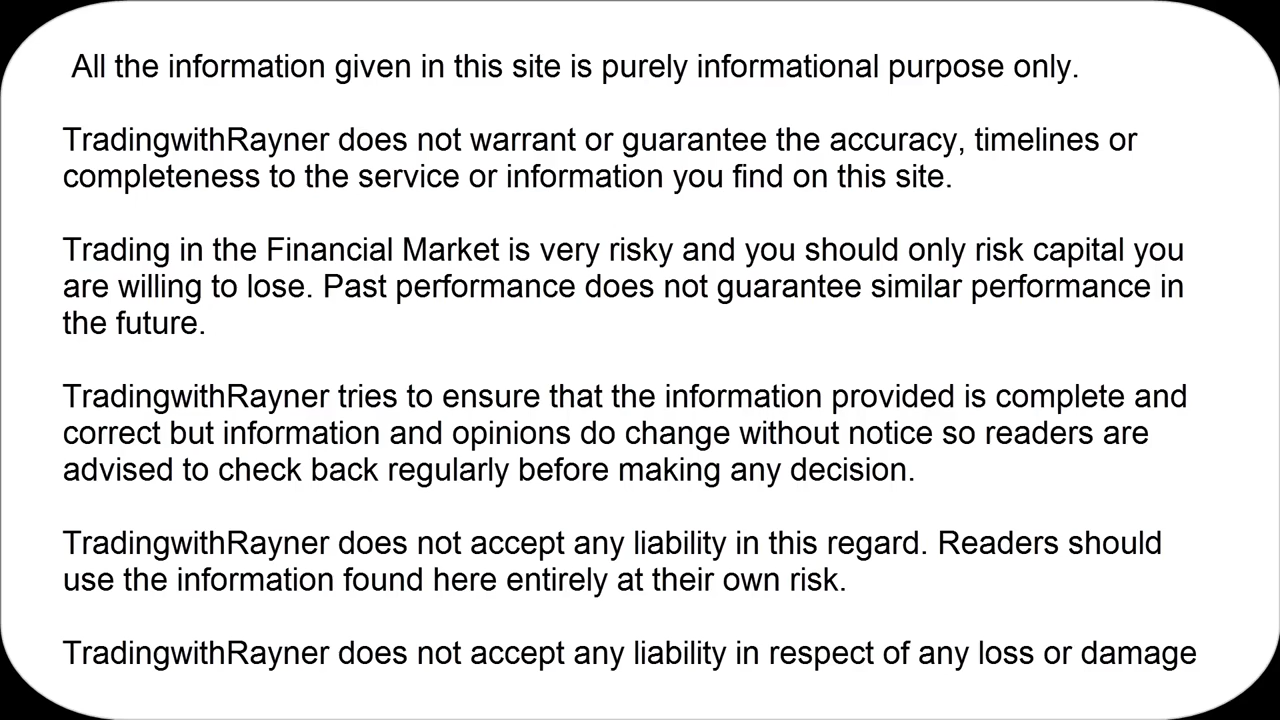 All the information given in this site is purely informational purpose only.
TradingwithRayner does not warrant or guarantee the accuracy, timelines or
completeness to the service or information you find on this site.
Trading in the Financial Market is very risky and you should only risk capital you
are willing to lose. Past performance does not guarantee similar performance in
the future.
TradingwithRayner tries to ensure that the information provided is complete and
correct but information and opinions do change without notice so readers are
advised to check back regularly before making any decision.
TradingwithRayner does not accept any liability in this regard. Readers should
use the information found here entirely at their own risk.
TradingwithRayner does not accept any liability in respect of any loss or damage